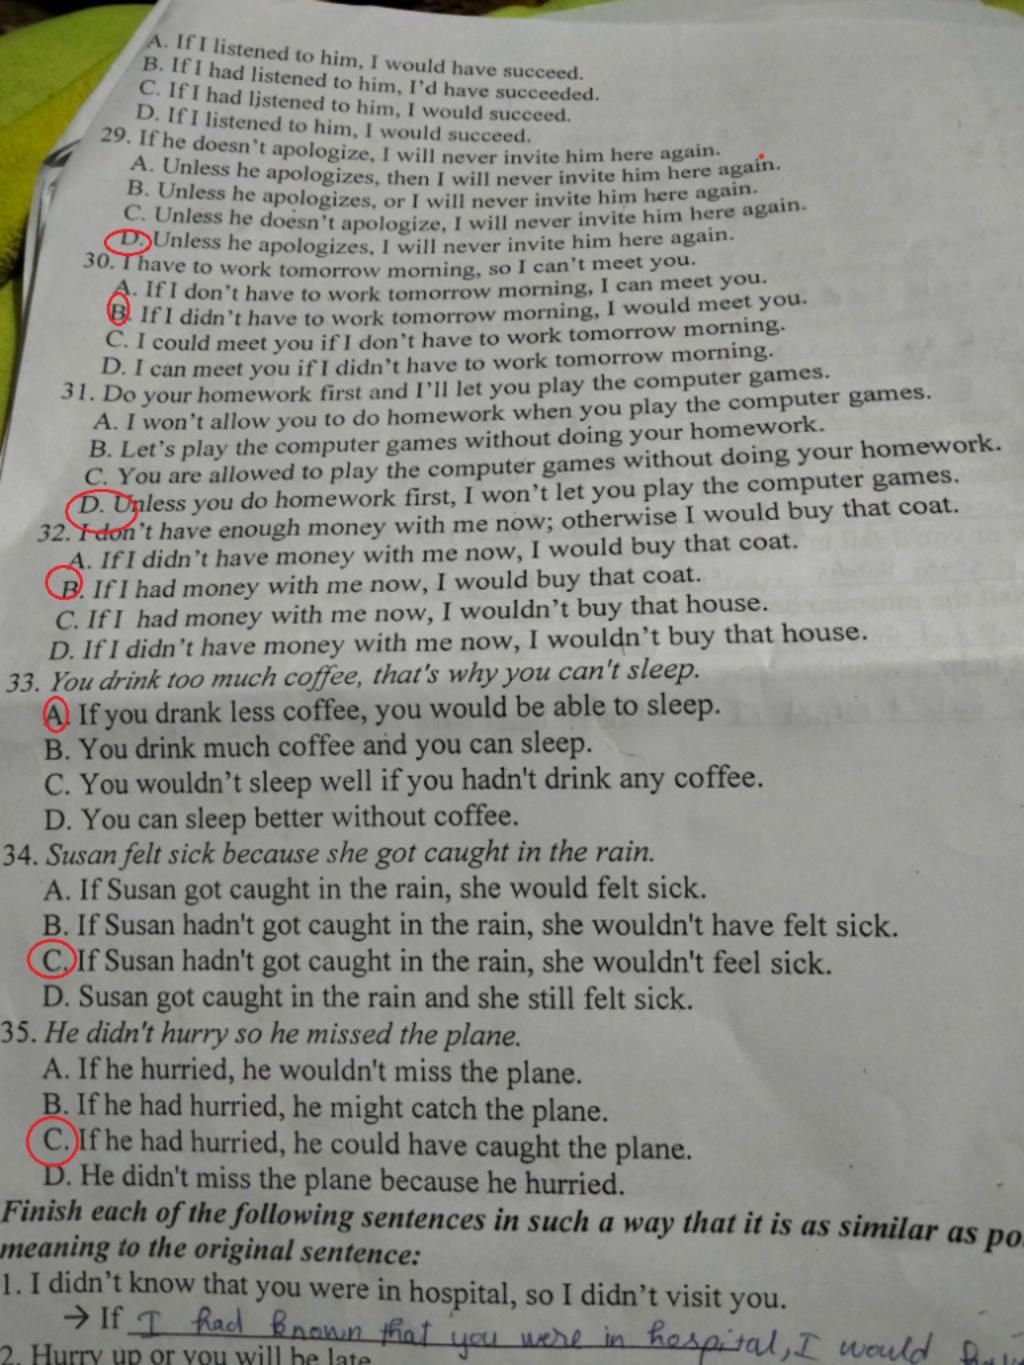 A. If I listened to him, I would have succeed.
B. If I had listened to him, I'd have succeeded.
C. If I had listened to him, I would succeed.
D. If I listened to him, I would succeed.
29. If he doesn't apologize, I will never invite him here again.
A. Unless he apologizes, then I will never invite him here again.
B. Unless he apologizes, or I will never invite him here again.
C. Unless he doesn't apologize, I will never invite him here again.
D. Unless he apologizes, I will never invite him here again.
30. I have to work tomorrow morning, so I can't meet you.
A. If I don't have to work tomorrow morning, I can meet you.
B. If I didn't have to work tomorrow morning, I would meet you.
C. I could meet you if I don't have to work tomorrow morning.
D. I can meet you if I didn't have to work tomorrow morning.
31. Do your homework first and I'll let you play the computer games.
A. I won't allow you to do homework when you play the computer games.
B. Let's play the computer games without doing your homework.
C. You are allowed to play the computer games without doing your homework.
D. Unless you do homework first, I won't let you play the computer games.
32. I don't have enough money with me now; otherwise I would buy that coat.
A. If I didn't have money with me now, I would buy that coat.
B. If I had money with me now, I would buy that coat.
C. If I had money with me now, I wouldn't buy that house.
D. If I didn't have money with me now, I wouldn't buy that house.
33. You drink too much coffee, that's why you can't sleep.
A. If you drank less coffee, you would be able to sleep.
B. You drink much coffee and you can sleep.
C. You wouldn't sleep well if you hadn't drink any coffee.
D. You can sleep better without coffee.
34. Susan felt sick because she got caught in the rain.
A. If Susan got caught in the rain, she would felt sick.
B. If Susan hadn't got caught in the rain, she wouldn't have felt sick.
C. If Susan hadn't got caught in the rain, she wouldn't feel sick.
D. Susan got caught in the rain and she still felt sick.
35. He didn't hurry so he missed the plane.
A. If he hurried, he wouldn't miss the plane.
B. If he had hurried, he might catch the plane.
C. If he had hurried, he could have caught the plane.
D. He didn't miss the plane because he hurried.
Finish each of the following sentences in such a way that it is as similar as
meaning to the original sentence:
1. I didn't know that you were in hospital, so I didn't visit you.
→ If I had known that you were in hospital, I would
2. Hurry up or you will be late